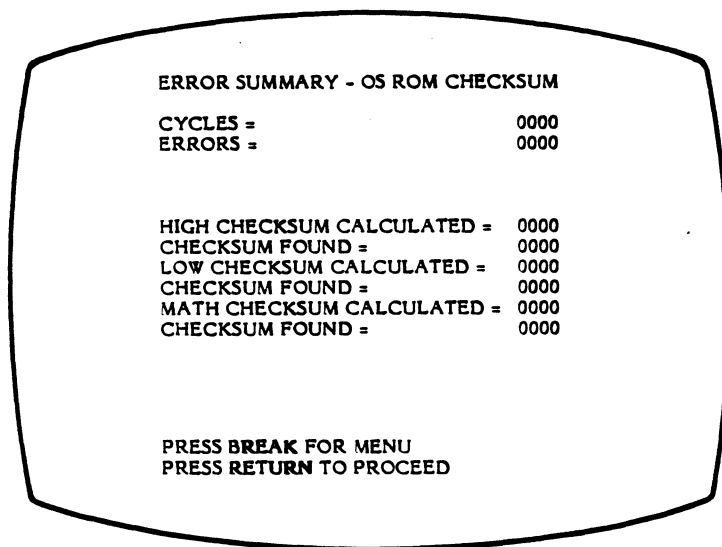 ERROR SUMMARY - OS ROM CHECKSUM
CYCLES = 0000
ERRORS = 0000
HIGH CHECKSUM CALCULATED = 0000
CHECKSUM FOUND = 0000
LOW CHECKSUM CALCULATED = 0000
CHECKSUM FOUND = 0000
MATH CHECKSUM CALCULATED = 0000
CHECKSUM FOUND = 0000
PRESS BREAK FOR MENU
PRESS RETURN TO PROCEED